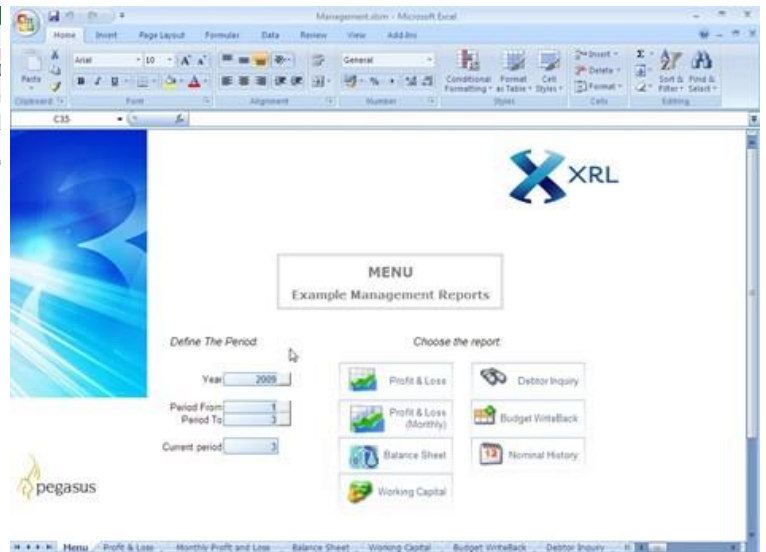 Management.xlsm - Microsoft Excel
Home Insert Page Layout Formulas Data Review View Add-Ins
Paste
Arial
10
General
Conditional Formatting
Format as Table
Cell Styles
Insert
Delete
Format
Sort & Filter
Find & Select
Clipboard
Font
Alignment
Number
Styles
Cells
Editing
C35
XRL
MENU
Example Management Reports
Define The Period:
Choose the report:
Year 2009
Period From 1
Period To 3
Current period 3
Profit & Loss
Debtor Inquiry
Profit & Loss
(Monthly)
Budget WriteBack
Balance Sheet
Nominal History
Working Capital
pegasus
Menu Profit & Loss Monthly Profit and Loss Balance Sheet Working Capital Budget WriteBack Debtor Inquiry